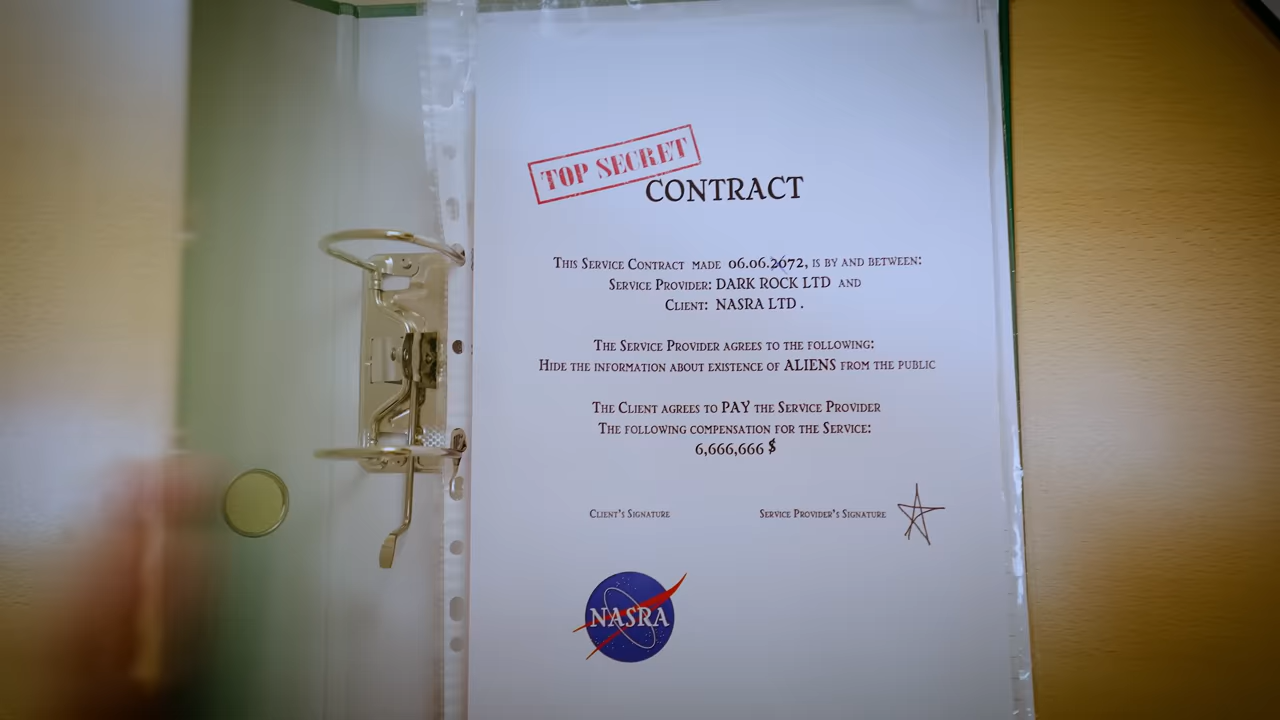 TOP SECRET
CONTRACT
THIS SERVICE CONTRACT MADE 06.06.2672, IS BY AND BETWEEN:
SERVICE PROVIDER: DARK ROCK LTD AND
CLIENT: NASRA LTD.
THE SERVICE PROVIDER AGREES TO THE FOLLOWING:
HIDE THE INFORMATION ABOUT EXISTENCE OF ALIENS FROM THE PUBLIC
THE CLIENT AGREES TO PAY THE SERVICE PROVIDER
THE FOLLOWING COMPENSATION FOR THE SERVICE:
6,666,666 $
CLIENT'S SIGNATURE SERVICE PROVIDER'S SIGNATURE
NASRA